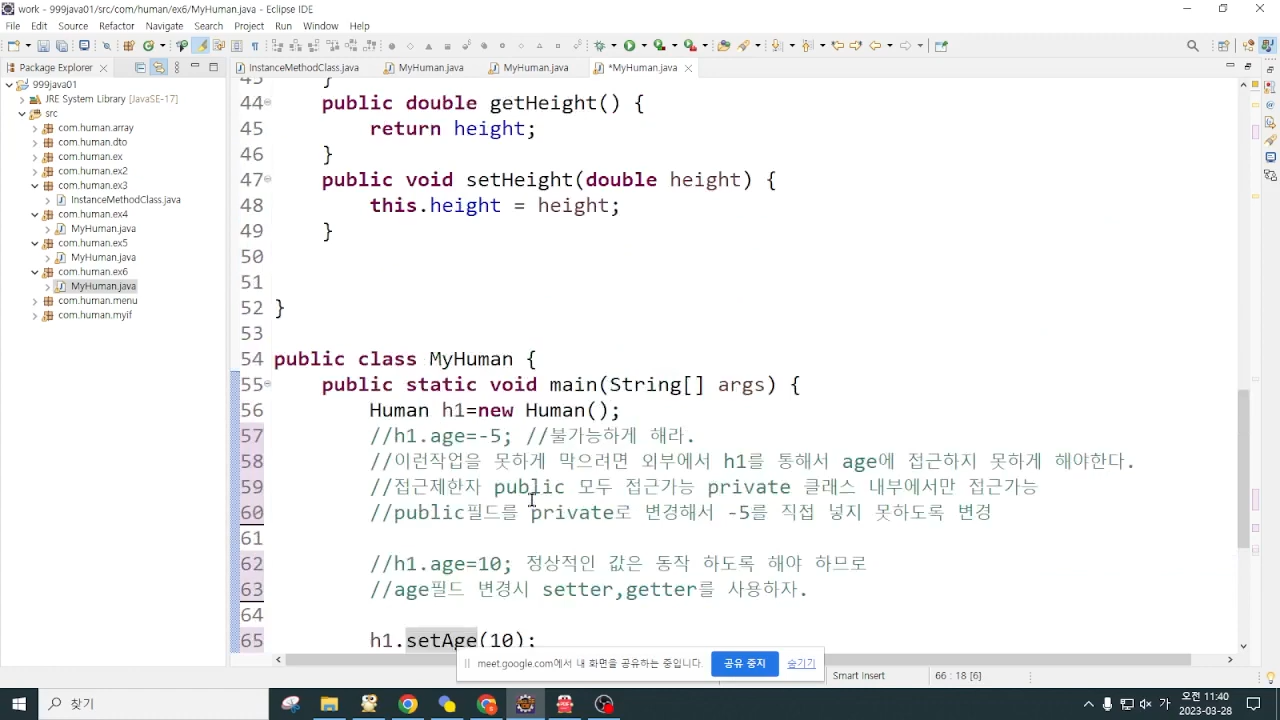 work - 999java01/src/com/human/ex6/MyHuman.java - Eclipse IDE
File Edit Source Refactor Navigate Search Project Run Window Help
Package Explorer
InstanceMethodClass.java MyHuman.java MyHuman.java *MyHuman.java
999java01
JRE System Library [JavaSE-17]
src
com.human.array
com.human.dto
com.human.ex
com.human.ex2
com.human.ex3
InstanceMethodClass.java
com.human.ex4
MyHuman.java
com.human.ex5
MyHuman.java
com.human.ex6
MyHuman.java
com.human.menu
com.human.myif
45 }
44 public double getHeight() {
45 return height;
46 }
47 public void setHeight(double height) {
48 this.height = height;
49 }
50
51
52 }
53
54 public class MyHuman {
55 public static void main(String[] args) {
56 Human h1=new Human();
57 //h1.age=-5; //불가능하게 해라.
58 //이런작업을 못하게 막으려면 외부에서 h1를 통해서 age에 접근하지 못하게 해야한다.
59 //접근제한자 public 모두 접근가능 private 클래스 내부에서만 접근가능
60 //public필드를 private로 변경해서 -5를 직접 넣지 못하도록 변경
61
62 //h1.age=10; 정상적인 값은 동작 하도록 해야 하므로
63 //age필드 변경시 setter,getter를 사용하자.
64
65 h1.setAge(10);
meet.google.com에서 내 화면을 공유하는 중입니다. 공유 중지 숨기기
Smart Insert 66 : 18 [6]
찾기
가
오전 11:40
2023-03-28